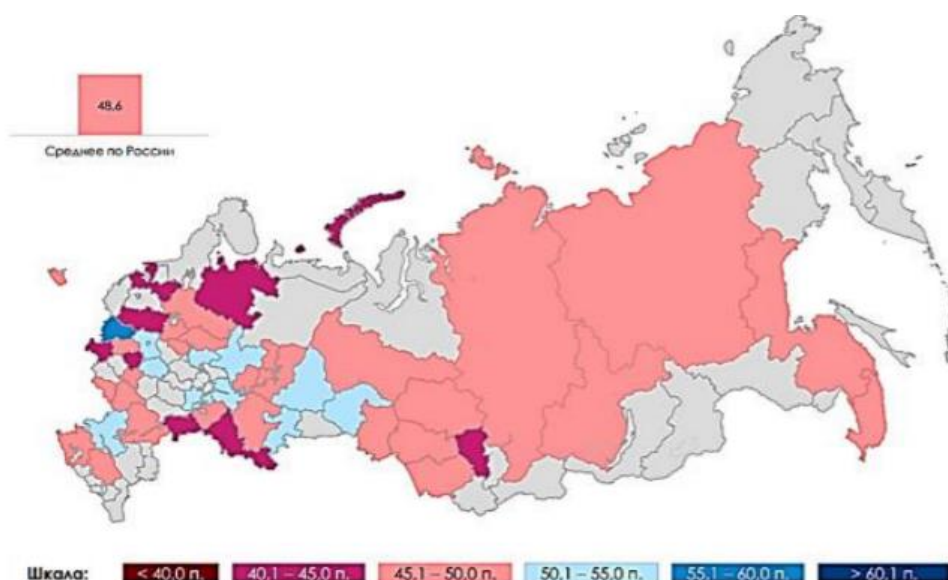 48,6
Среднее по России
Шкала: < 40,0 п. 40,1 – 45,0 п. 45,1 – 50,0 п. 50,1 – 55,0 п. 55,1 – 60,0 п. > 60,1 п.